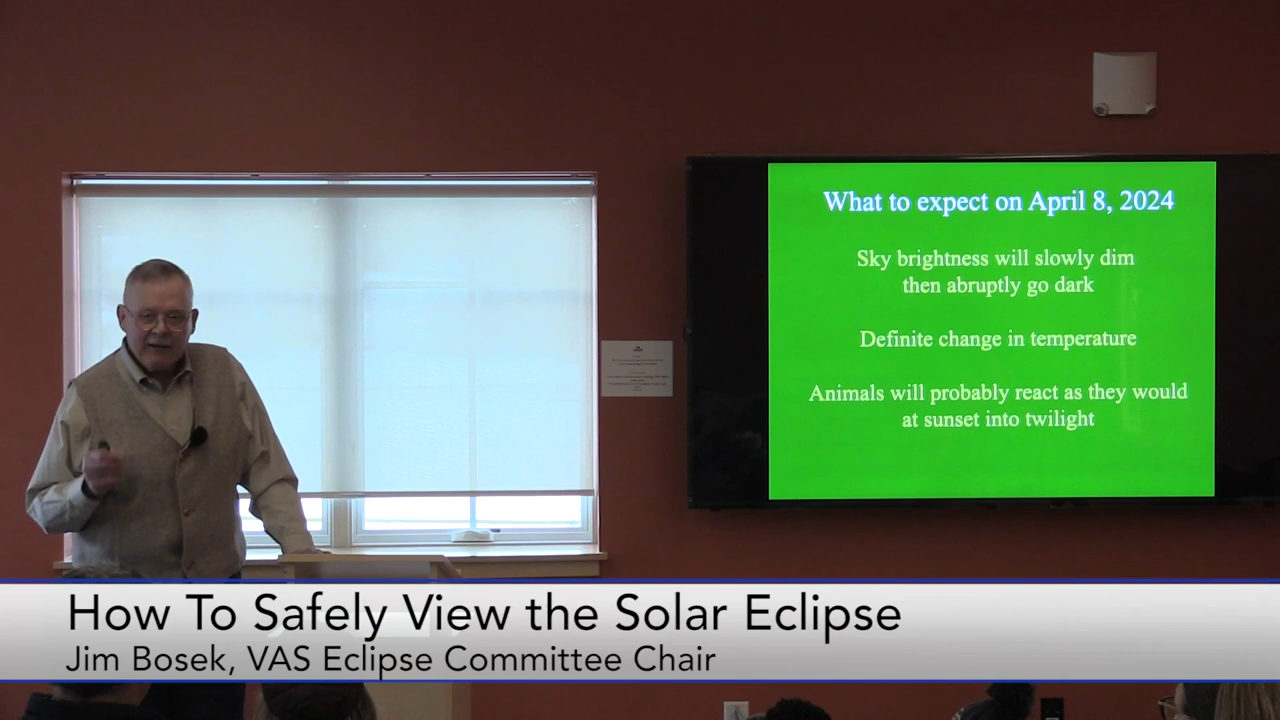 What to expect on April 8, 2024
Sky brightness will slowly dim
then abruptly go dark
Definite change in temperature
Animals will probably react as they would
at sunset into twilight
How To Safely View the Solar Eclipse
Jim Bosek, VAS Eclipse Committee Chair